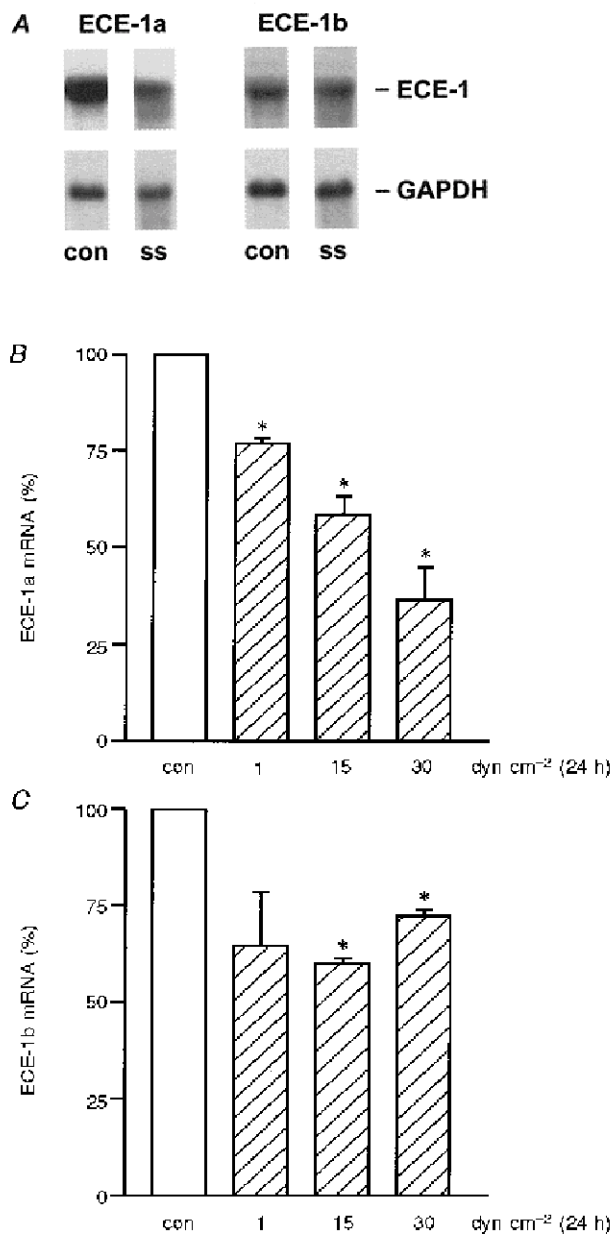 A ECE-1a ECE-1b
– ECE-1
– GAPDH
con ss con ss
B
ECE-1a mRNA (%)
100
75
50
25
0
* * *
con 1 15 30 dyn cm⁻² (24 h)
C
ECE-1b mRNA (%)
100
75
50
25
0
* *
con 1 15 30 dyn cm⁻² (24 h)